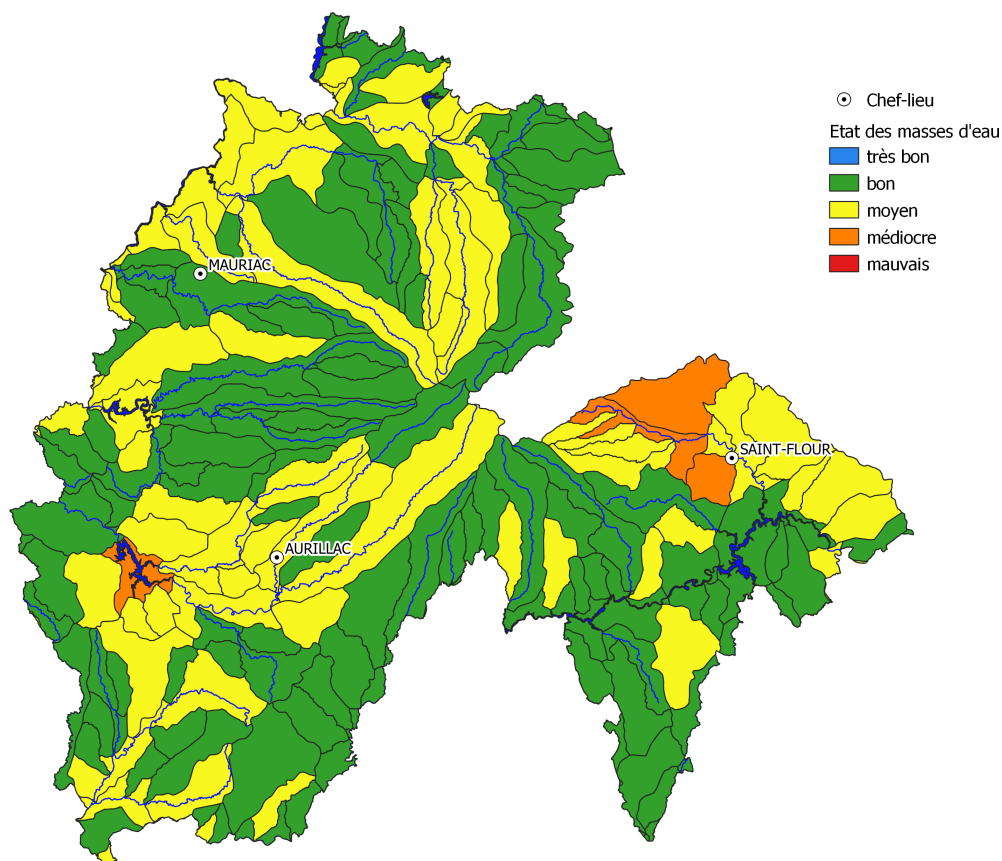 Chef-lieu
Etat des masses d'eau
très bon
bon
moyen
médiocre
mauvais
MAURIAC
SAINT-FLOUR
AURILLAC